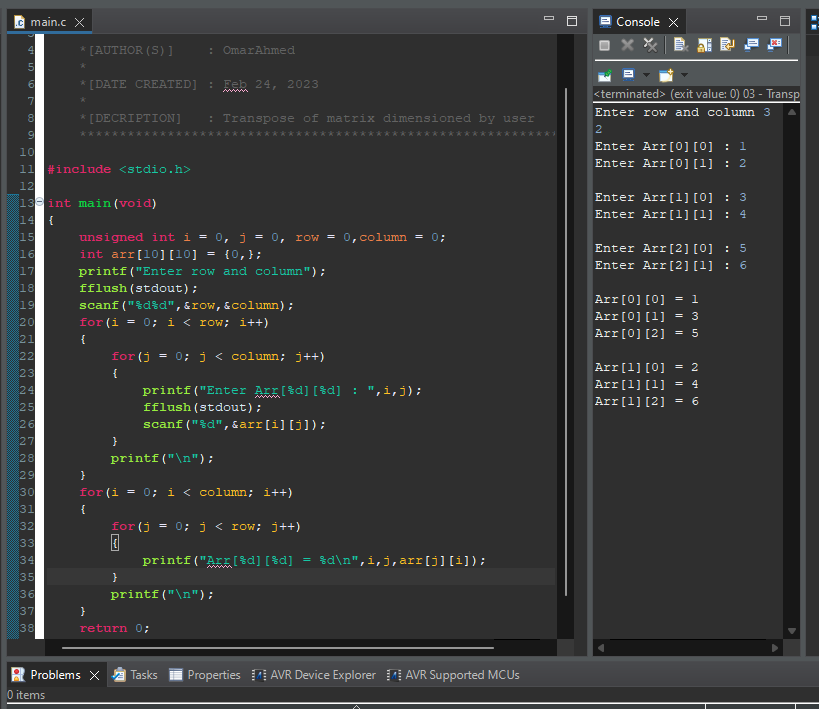 main.c
4 *[AUTHOR(S)] : OmarAhmed
5 *
6 *[DATE CREATED] : Feb 24, 2023
7 *
8 *[DECRIPTION] : Transpose of matrix dimensioned by user
9 ************************************************************
10
11 #include <stdio.h>
12
13 int main(void)
14 {
15 unsigned int i = 0, j = 0, row = 0,column = 0;
16 int arr[10][10] = {0,};
17 printf("Enter row and column");
18 fflush(stdout);
19 scanf("%d%d",&row,&column);
20 for(i = 0; i < row; i++)
21 {
22 for(j = 0; j < column; j++)
23 {
24 printf("Enter Arr[%d][%d] : ",i,j);
25 fflush(stdout);
26 scanf("%d",&arr[i][j]);
27 }
28 printf("\n");
29 }
30 for(i = 0; i < column; i++)
31 {
32 for(j = 0; j < row; j++)
33 {
34 printf("Arr[%d][%d] = %d\n",i,j,arr[j][i]);
35 }
36 printf("\n");
37 }
38 return 0;
Console
<terminated> (exit value: 0) 03 - Transp
Enter row and column 3
2
Enter Arr[0][0] : 1
Enter Arr[0][1] : 2
Enter Arr[1][0] : 3
Enter Arr[1][1] : 4
Enter Arr[2][0] : 5
Enter Arr[2][1] : 6
Arr[0][0] = 1
Arr[0][1] = 3
Arr[0][2] = 5
Arr[1][0] = 2
Arr[1][1] = 4
Arr[1][2] = 6
Problems Tasks Properties AVR Device Explorer AVR Supported MCUs
0 items